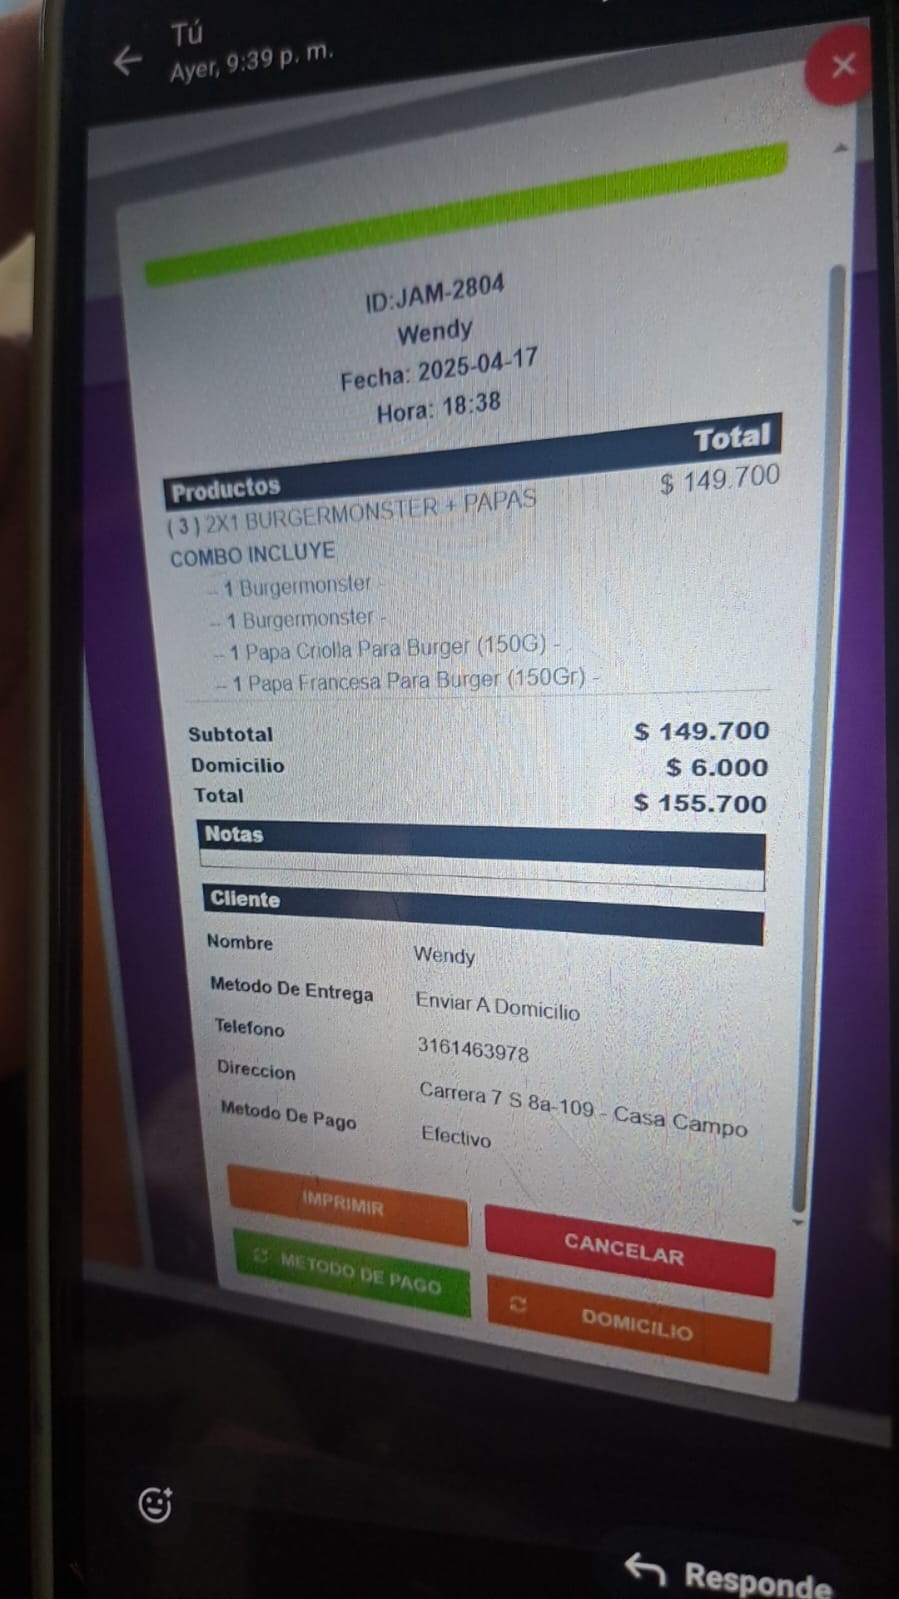 Tú
Ayer, 9:39 p. m.
ID:JAM-2804
Wendy
Fecha: 2025-04-17
Hora: 18:38
Productos Total
( 3 ) 2X1 BURGERMONSTER + PAPAS $ 149.700
COMBO INCLUYE
-- 1 Burgermonster -
-- 1 Burgermonster -
-- 1 Papa Criolla Para Burger (150G) -
-- 1 Papa Francesa Para Burger (150Gr) -
Subtotal $ 149.700
Domicilio $ 6.000
Total $ 155.700
Notas
Cliente
Nombre Wendy
Metodo De Entrega Enviar A Domicilio
Telefono 3161463978
Direccion Carrera 7 S 8a-109 - Casa Campo
Metodo De Pago Efectivo
IMPRIMIR CANCELAR
METODO DE PAGO DOMICILIO
Responde